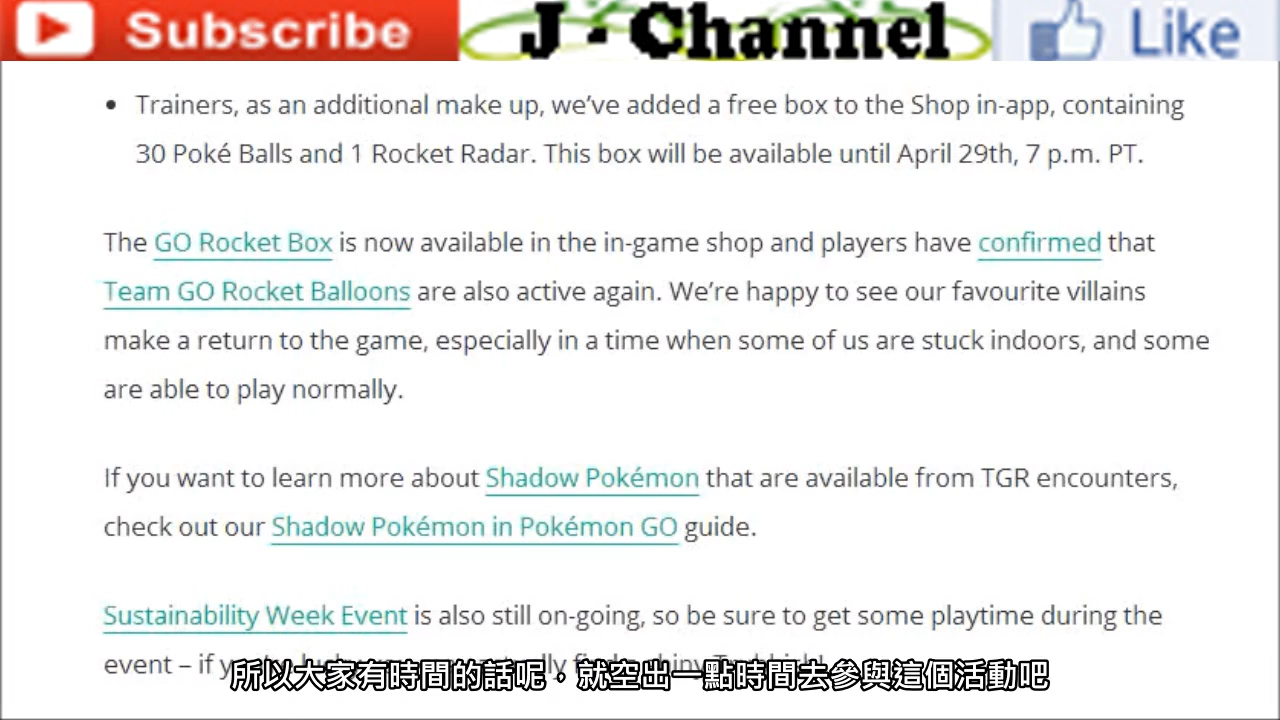 Subscribe J - Channel Like
• Trainers, as an additional make up, we’ve added a free box to the Shop in-app, containing
30 Poké Balls and 1 Rocket Radar. This box will be available until April 29th, 7 p.m. PT.
The GO Rocket Box is now available in the in-game shop and players have confirmed that
Team GO Rocket Balloons are also active again. We’re happy to see our favourite villains
make a return to the game, especially in a time when some of us are stuck indoors, and some
are able to play normally.
If you want to learn more about Shadow Pokémon that are available from TGR encounters,
check out our Shadow Pokémon in Pokémon GO guide.
Sustainability Week Event is also still on-going, so be sure to get some playtime during the
event – if
所以大家有時間的話呢，就空出一點時間去參與這個活動吧